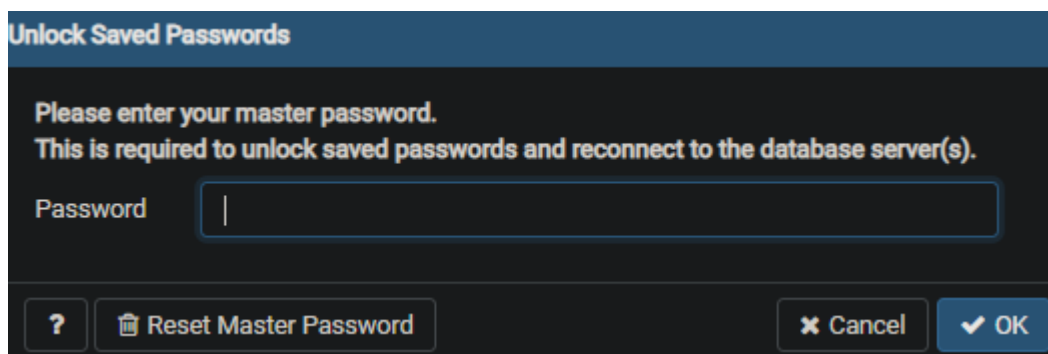 Unlock Saved Passwords
Please enter your master password.
This is required to unlock saved passwords and reconnect to the database server(s).
Password
? Reset Master Password Cancel OK